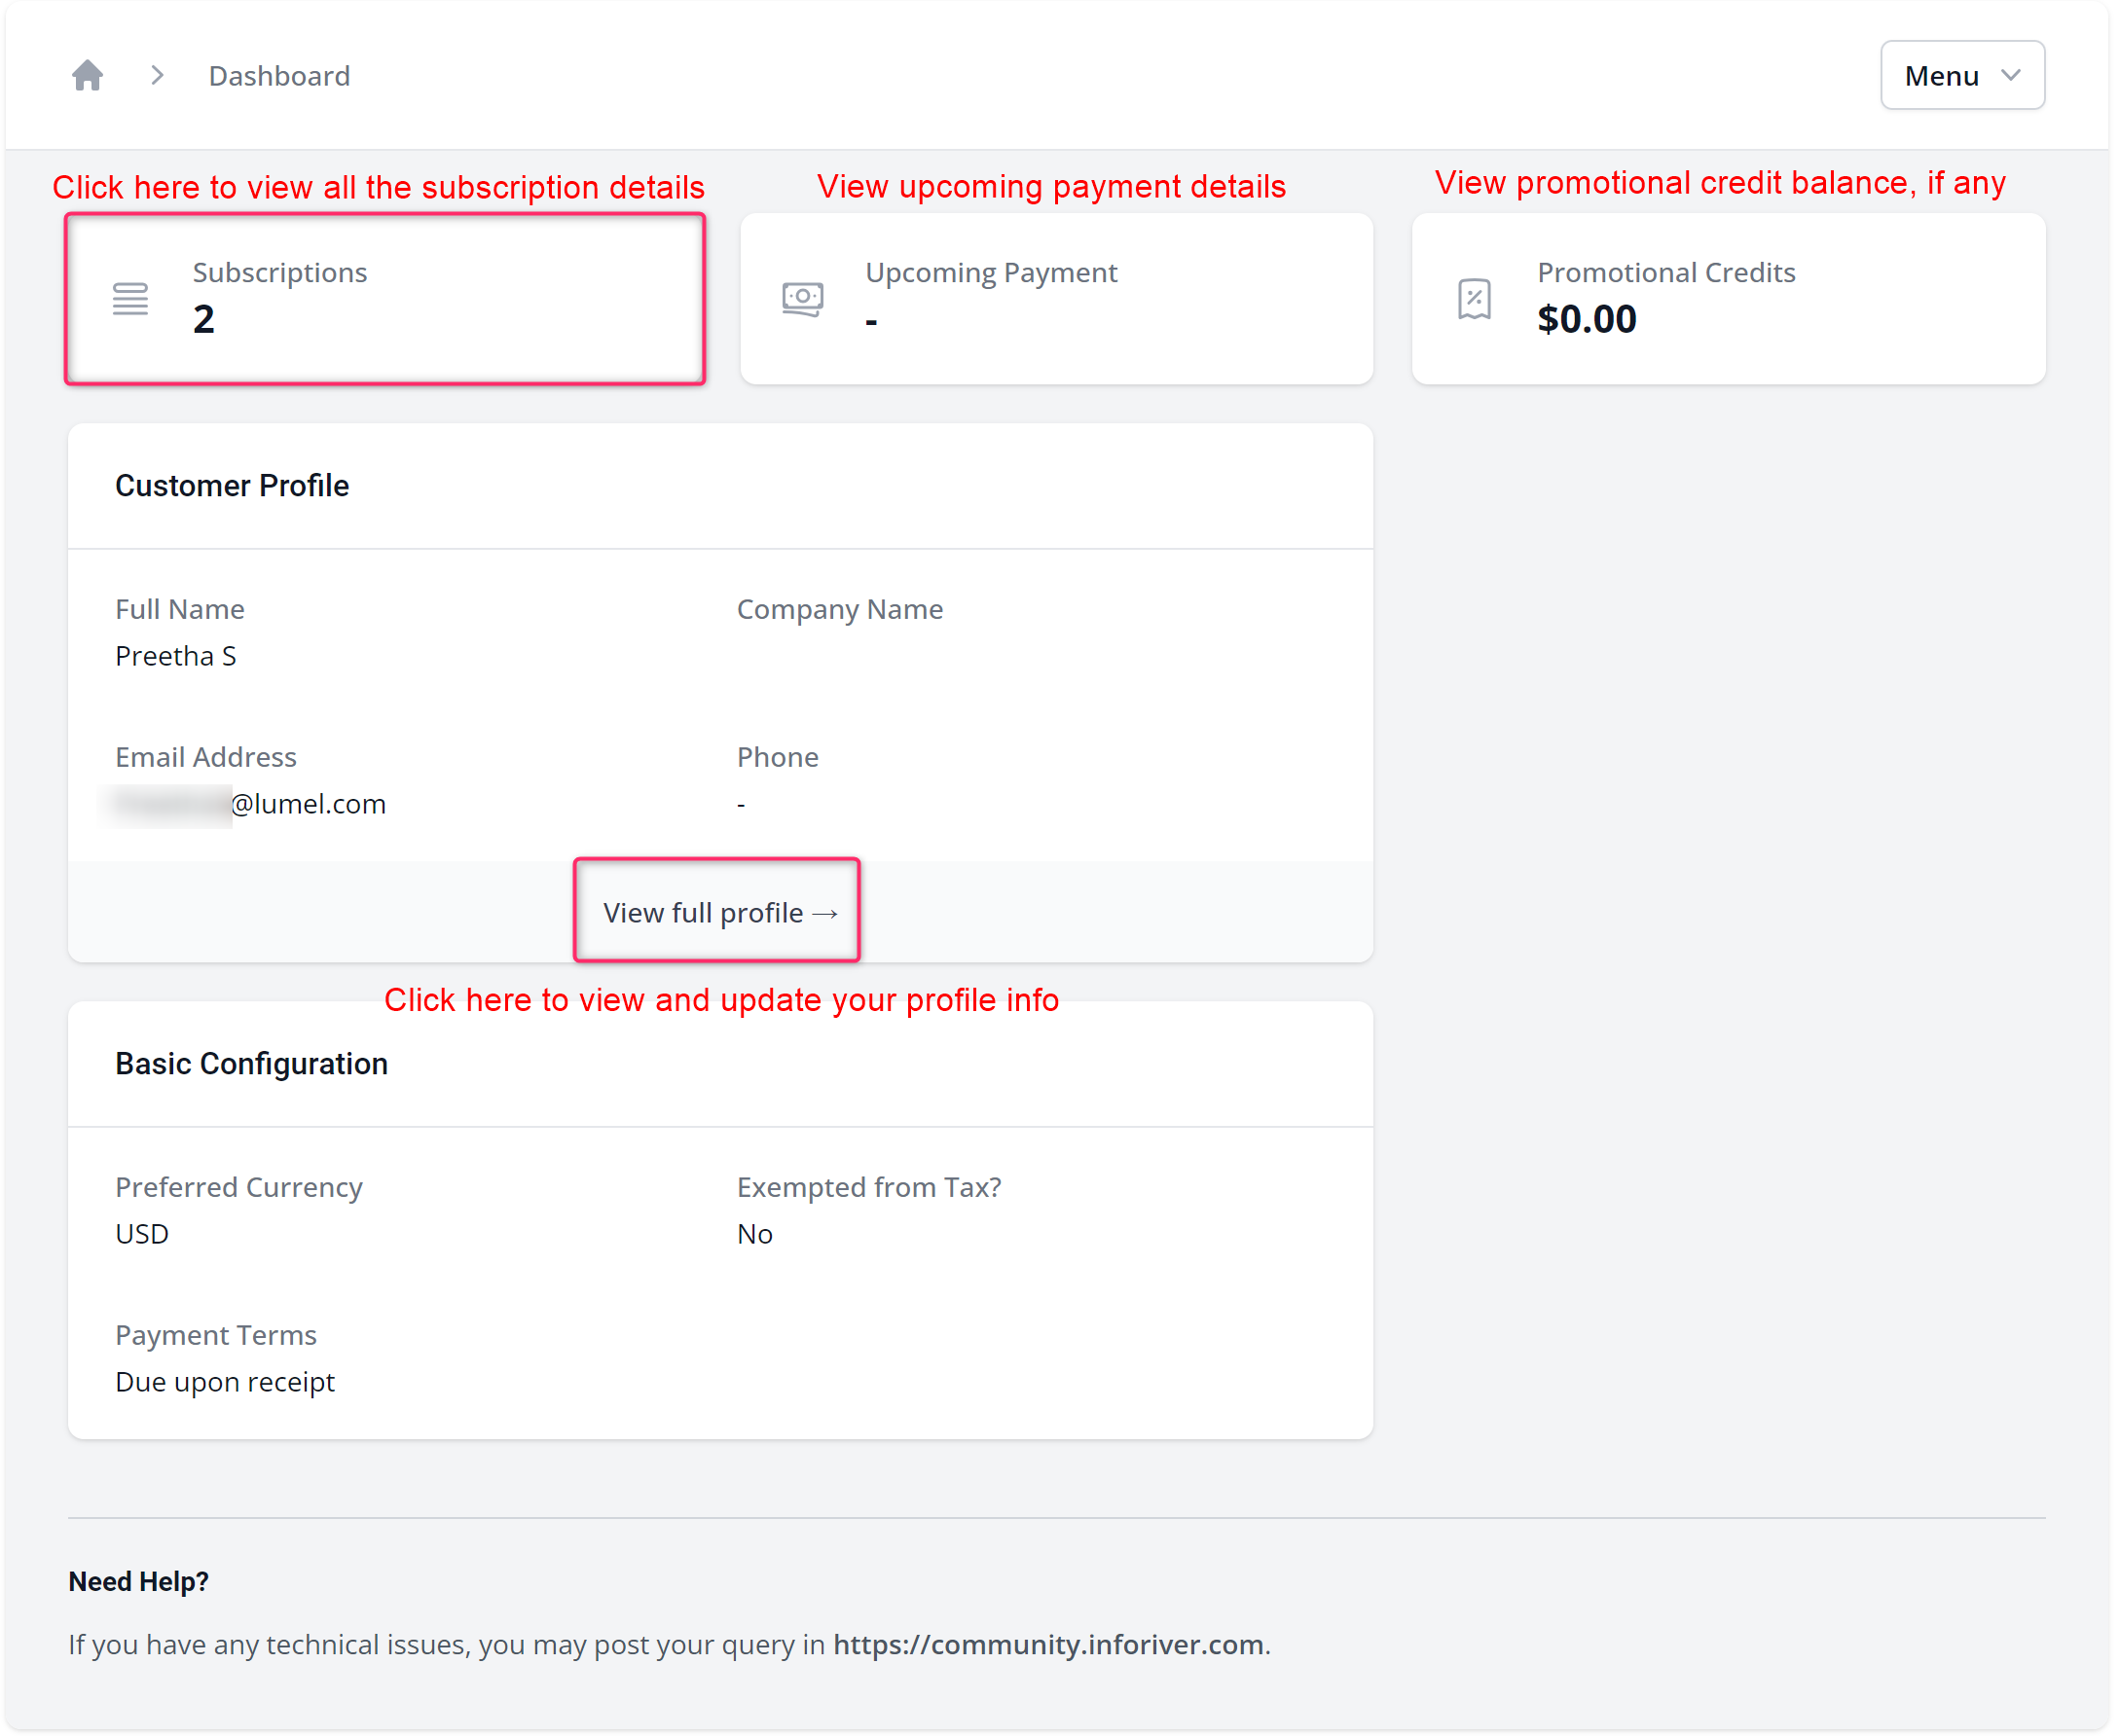 Dashboard
Menu
Click here to view all the subscription details
View upcoming payment details
View promotional credit balance, if any
Subscriptions
2
Upcoming Payment
-
Promotional Credits
$0.00
Customer Profile
Full Name
Company Name
Preetha S
Email Address
Phone
@lumel.com
-
View full profile →
Click here to view and update your profile info
Basic Configuration
Preferred Currency
Exempted from Tax?
USD
No
Payment Terms
Due upon receipt
Need Help?
If you have any technical issues, you may post your query in https://community.inforiver.com.